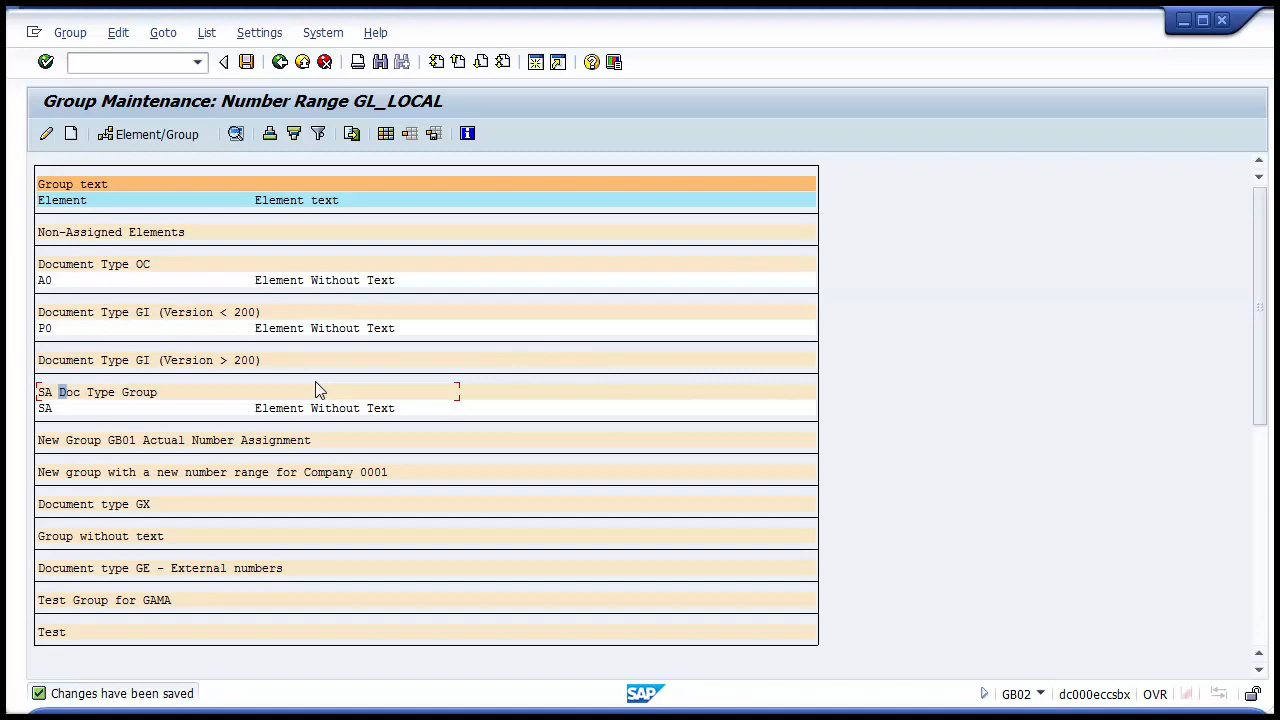 Group Edit Goto List Settings System Help
Group Maintenance: Number Range GL_LOCAL
Element/Group
Group text
Element Element text
Non-Assigned Elements
Document Type OC
A0 Element Without Text
Document Type GI (Version < 200)
P0 Element Without Text
Document Type GI (Version > 200)
SA Doc Type Group
SA Element Without Text
New Group GB01 Actual Number Assignment
New group with a new number range for Company 0001
Document type GX
Group without text
Document type GE - External numbers
Test Group for GAMA
Test
Changes have been saved
SAP
GB02
dc000eccsbx
OVR